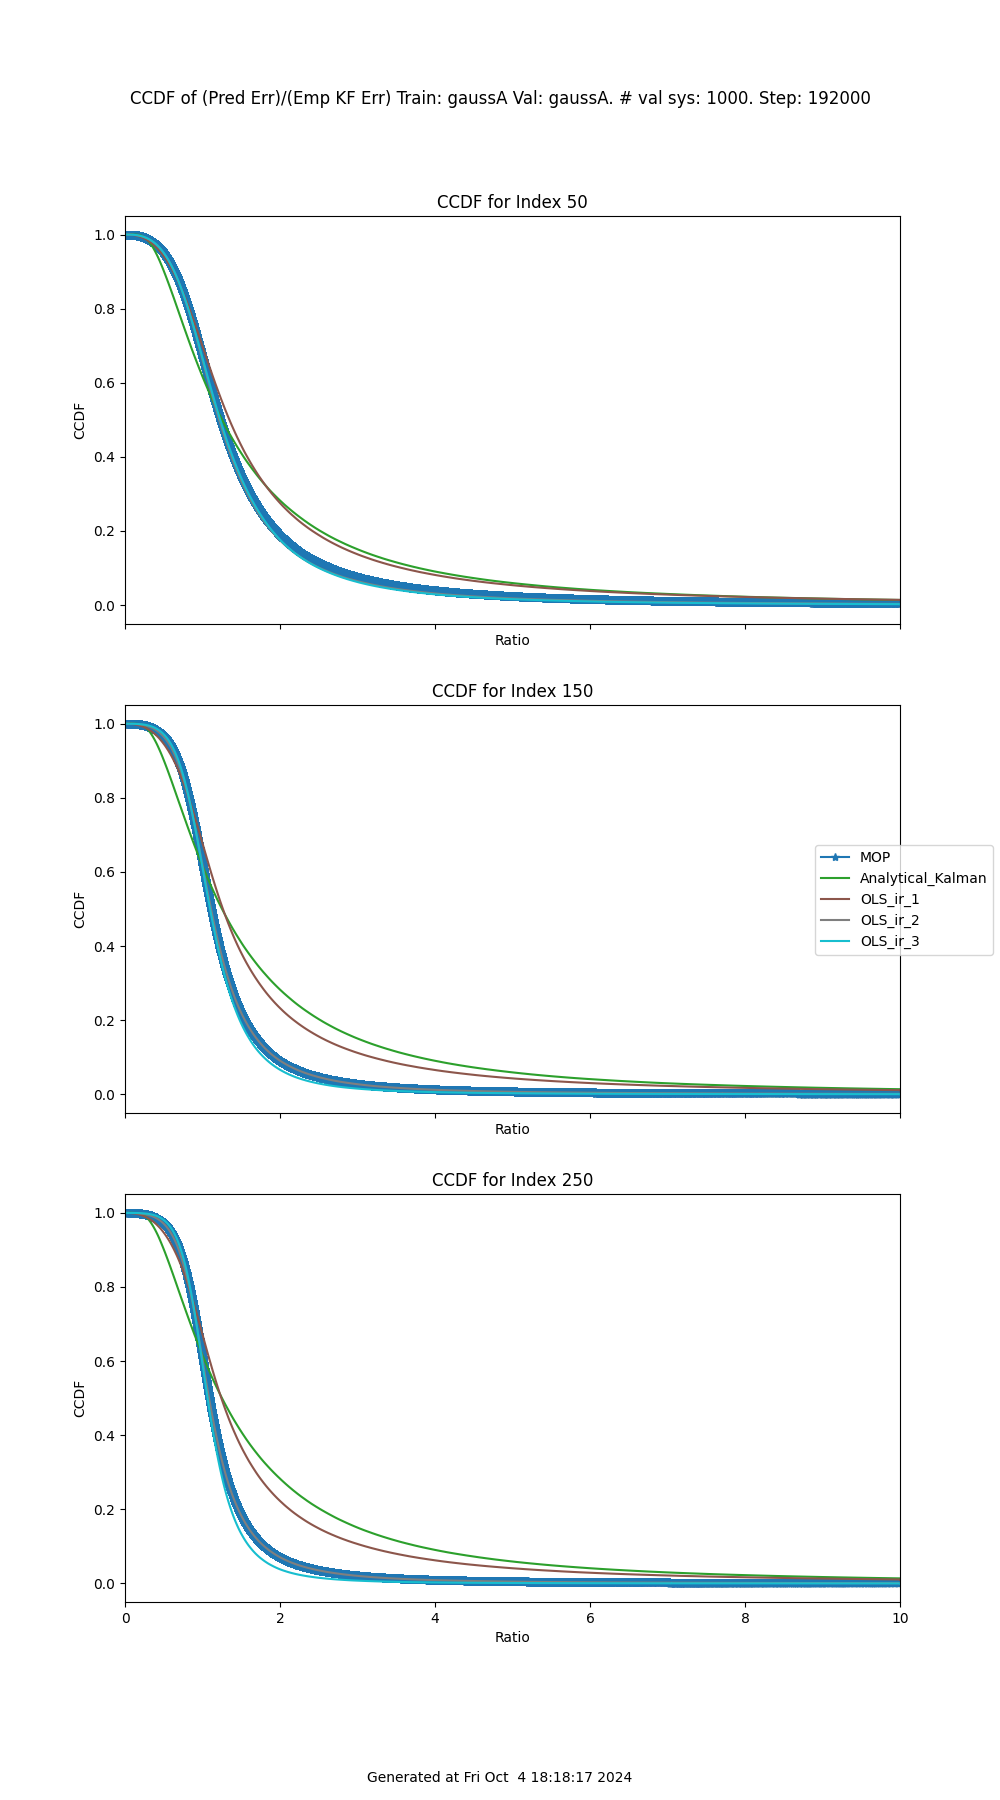 CCDF of (Pred Err)/(Emp KF Err) Train: gaussA Val: gaussA. # val sys: 1000. Step: 192000
CCDF for Index 50
1.0
0.8
0.6
0.4
0.2
0.0
CCDF
Ratio
CCDF for Index 150
1.0
0.8
0.6
0.4
0.2
0.0
CCDF
Ratio
MOP
Analytical_Kalman
OLS_ir_1
OLS_ir_2
OLS_ir_3
CCDF for Index 250
1.0
0.8
0.6
0.4
0.2
0.0
CCDF
0 2 4 6 8 10
Ratio
Generated at Fri Oct  4 18:18:17 2024